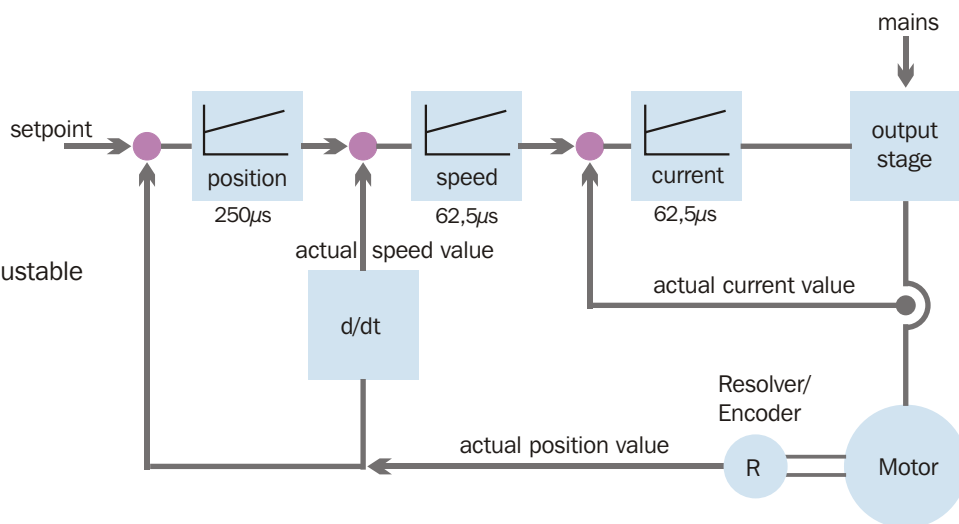 mains
setpoint
position
speed
current
output
stage
250µs
62,5µs
62,5µs
actual speed value
ustable
actual current value
d/dt
Resolver/
Encoder
actual position value
R
Motor